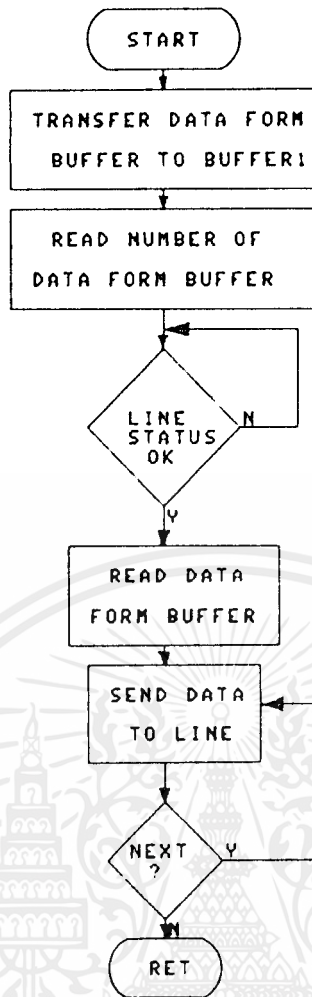 START
TRANSFER DATA FORM
BUFFER TO BUFFER1
READ NUMBER OF
DATA FORM BUFFER
LINE
STATUS
OK
N
Y
READ DATA
FORM BUFFER
SEND DATA
TO LINE
NEXT
?
Y
N
RET